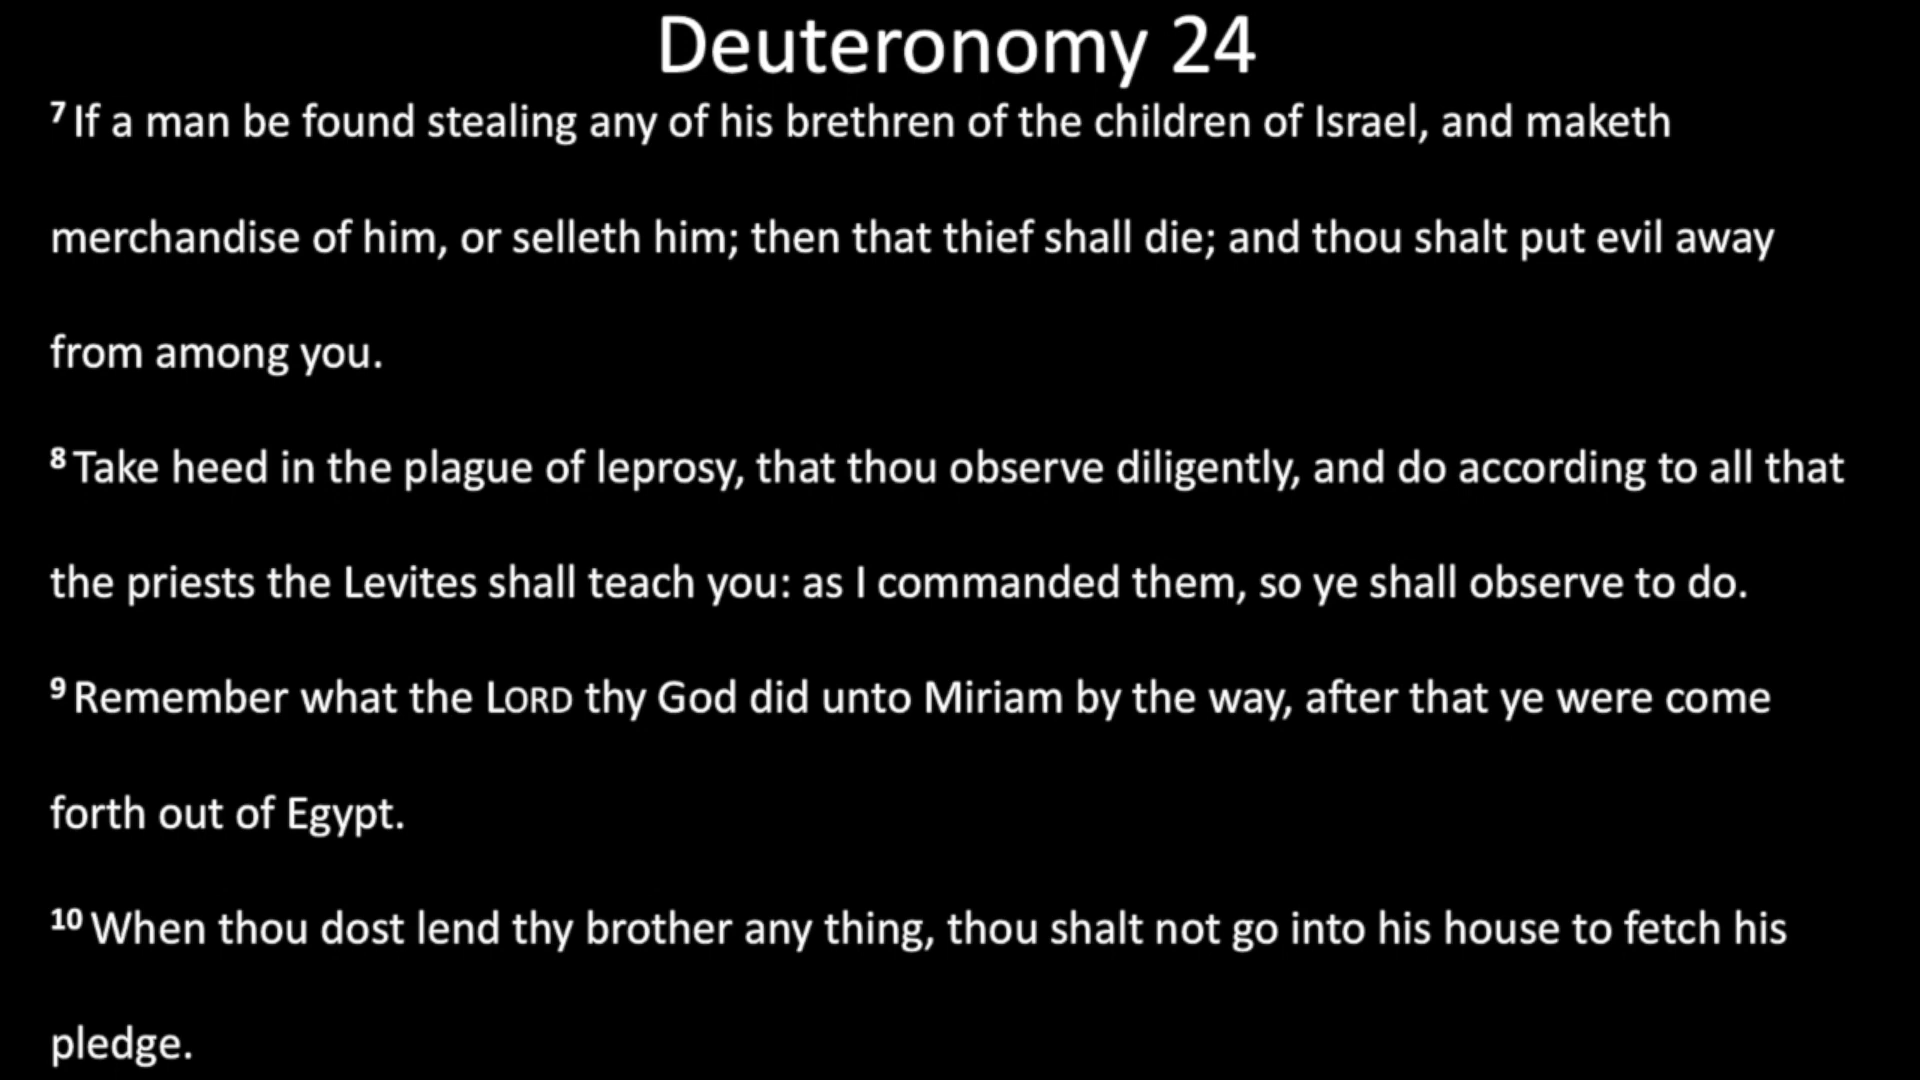 Deuteronomy 24
7 If a man be found stealing any of his brethren of the children of Israel, and maketh
merchandise of him, or selleth him; then that thief shall die; and thou shalt put evil away
from among you.
8 Take heed in the plague of leprosy, that thou observe diligently, and do according to all that
the priests the Levites shall teach you: as I commanded them, so ye shall observe to do.
9 Remember what the LORD thy God did unto Miriam by the way, after that ye were come
forth out of Egypt.
10 When thou dost lend thy brother any thing, thou shalt not go into his house to fetch his
pledge.